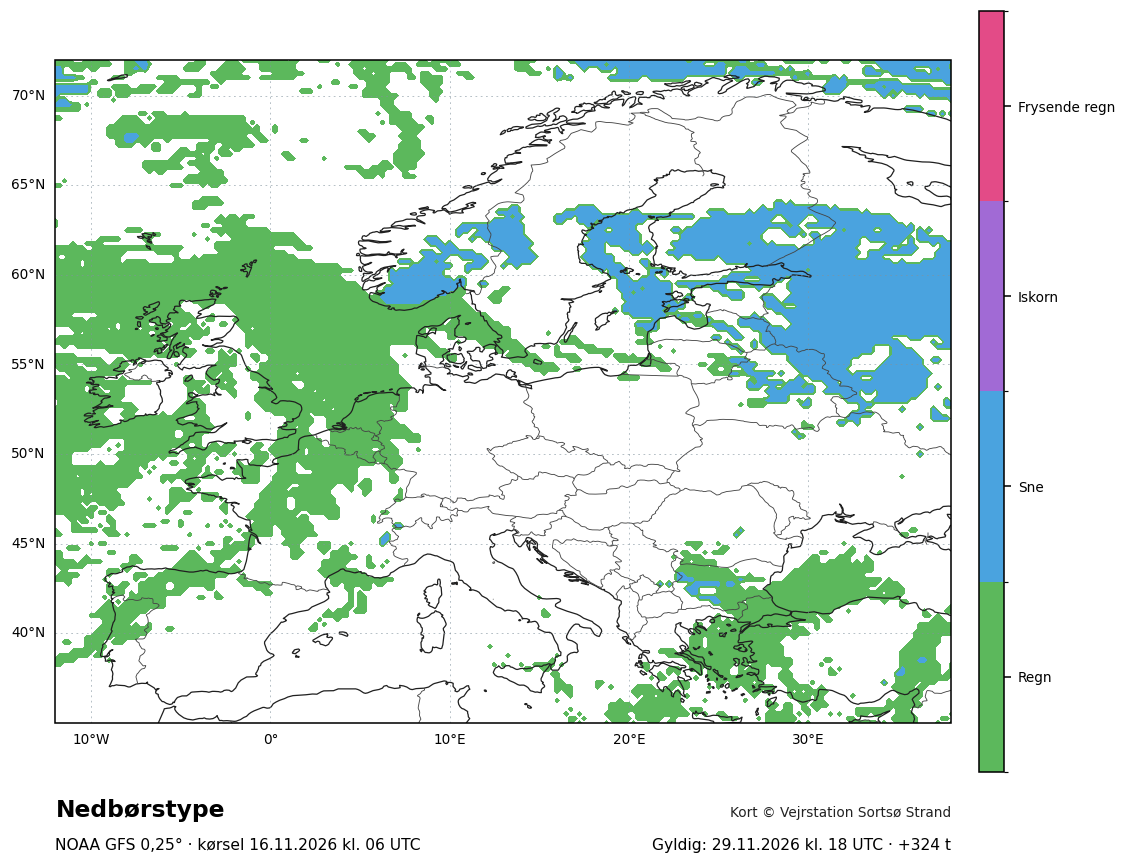 70°N
65°N
60°N
55°N
50°N
45°N
40°N
10°W
0°
10°E
20°E
30°E
Frysende regn
Iskorn
Sne
Regn
Nedbørstype
Kort © Vejrstation Sortsø Strand
NOAA GFS 0,25° · kørsel 16.11.2026 kl. 06 UTC
Gyldig: 29.11.2026 kl. 18 UTC · +324 t